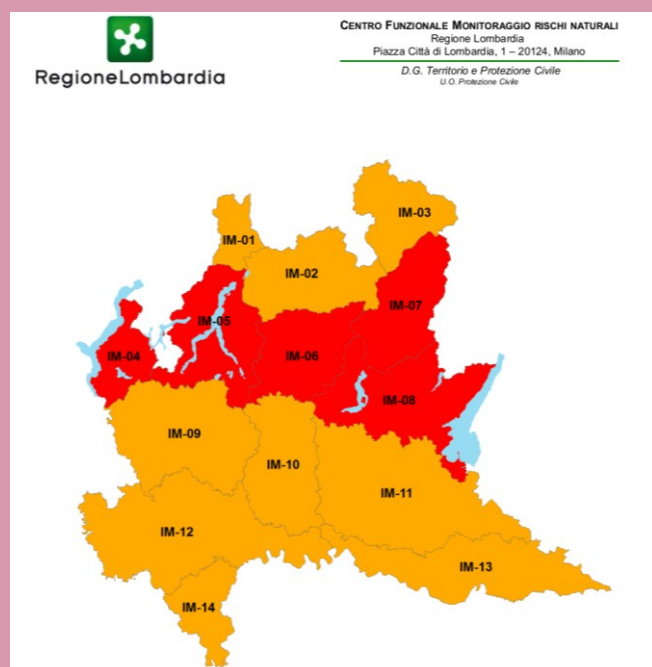 RegioneLombardia
CENTRO FUNZIONALE MONITORAGGIO RISCHI NATURALI
Regione Lombardia
Piazza Città di Lombardia, 1 – 20124, Milano
D.G. Territorio e Protezione Civile
U.O. Protezione Civile
IM-03
IM-01
IM-02
IM-07
IM-05
IM-04
IM-06
IM-08
IM-09
IM-10
IM-11
IM-12
IM-13
IM-14